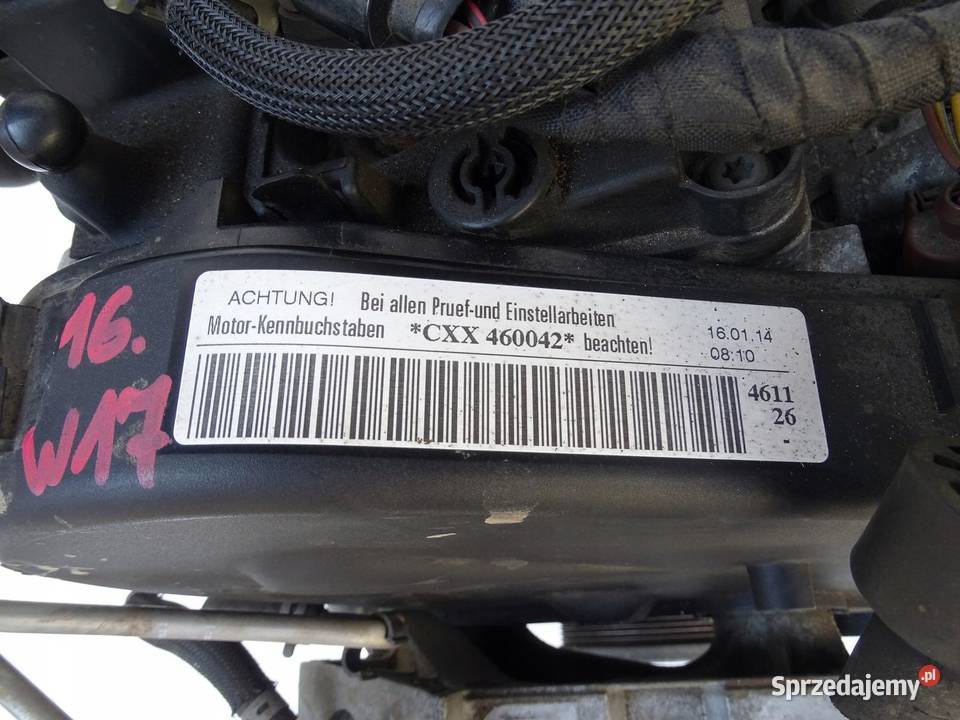 ACHTUNG! Bei allen Pruef-und Einstellarbeiten
Motor-Kennbuchstaben *CXX 460042* beachten!
16.01.14
08:10
4611
26
-
16.
W17
Sprzedajemy.pl